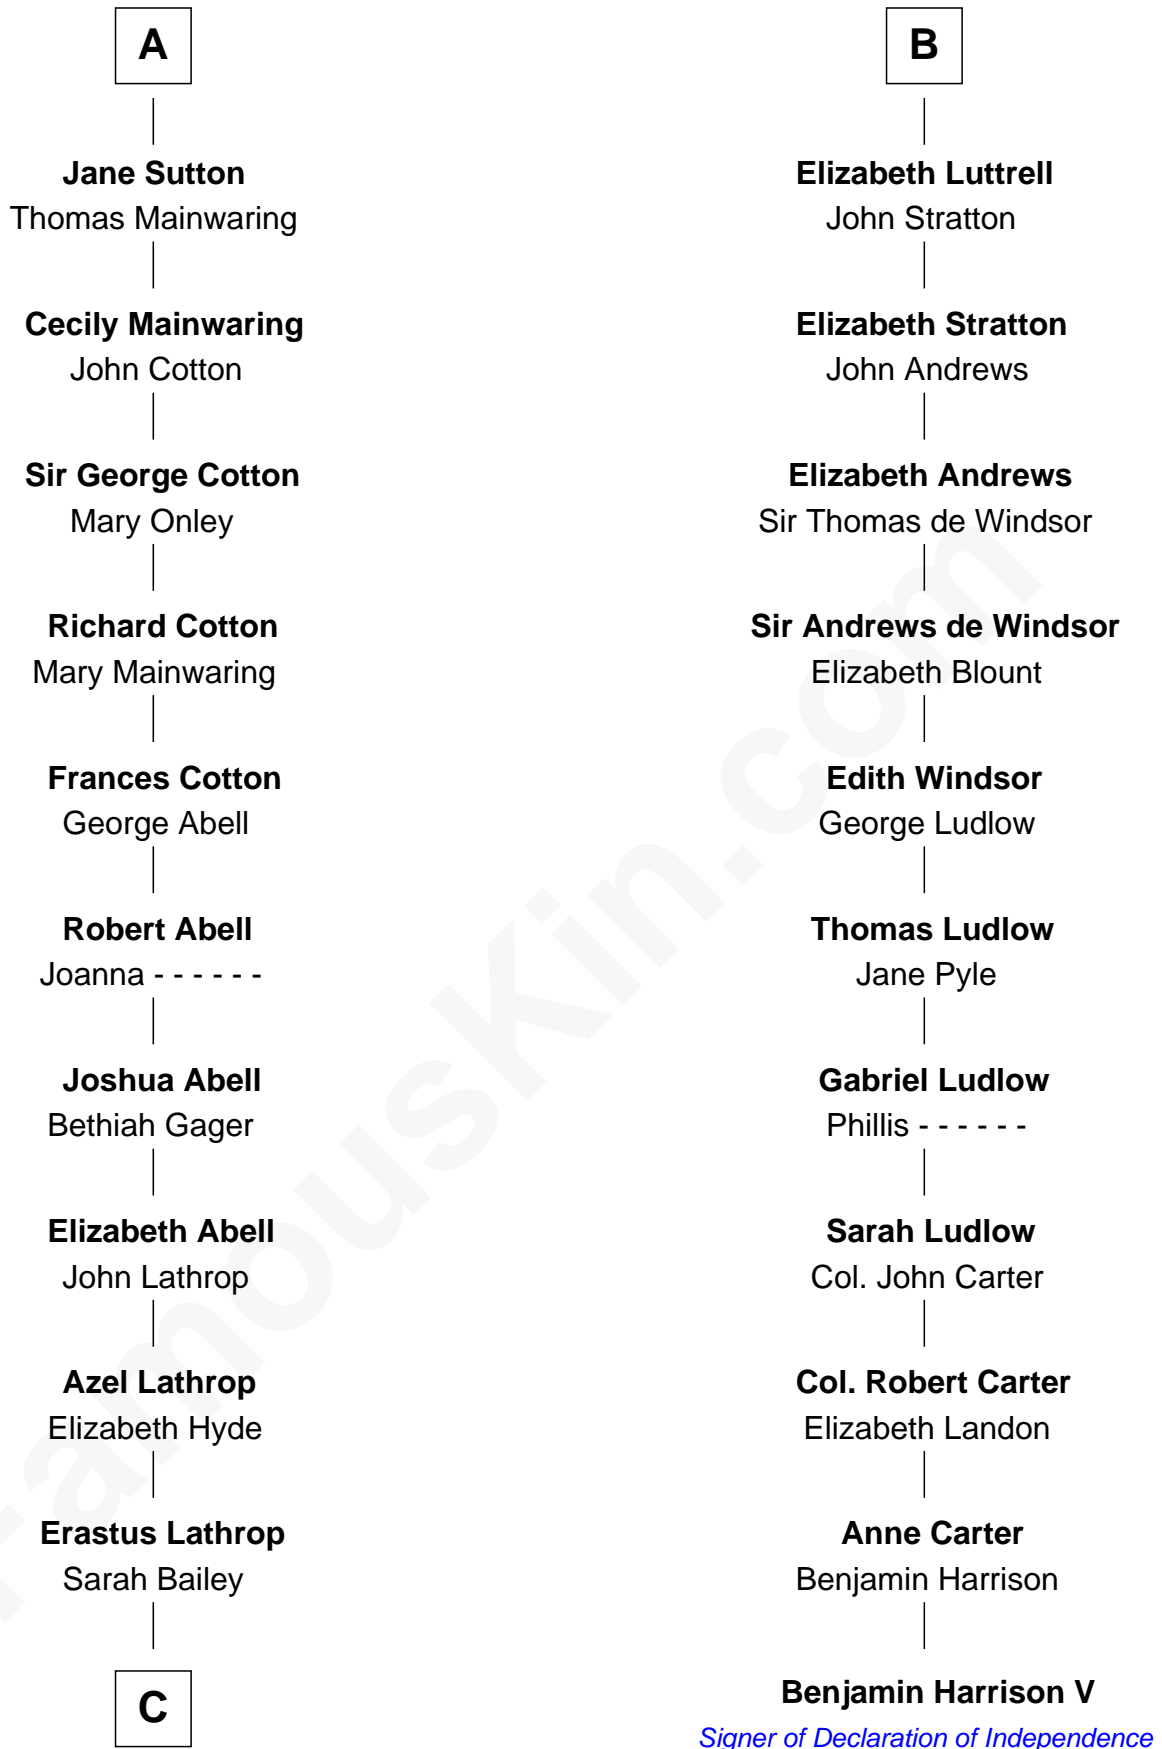 A
Jane Sutton
Thomas Mainwaring
Cecily Mainwaring
John Cotton
Sir George Cotton
Mary Onley
Richard Cotton
Mary Mainwaring
Frances Cotton
George Abell
Robert Abell
Joanna - - - - - -
Joshua Abell
Bethiah Gager
Elizabeth Abell
John Lathrop
Azel Lathrop
Elizabeth Hyde
Erastus Lathrop
Sarah Bailey
C
B
Elizabeth Luttrell
John Stratton
Elizabeth Stratton
John Andrews
Elizabeth Andrews
Sir Thomas de Windsor
Sir Andrews de Windsor
Elizabeth Blount
Edith Windsor
George Ludlow
Thomas Ludlow
Jane Pyle
Gabriel Ludlow
Phillis - - - - - -
Sarah Ludlow
Col. John Carter
Col. Robert Carter
Elizabeth Landon
Anne Carter
Benjamin Harrison
Benjamin Harrison V
Signer of Declaration of Independence
FamousKin.com